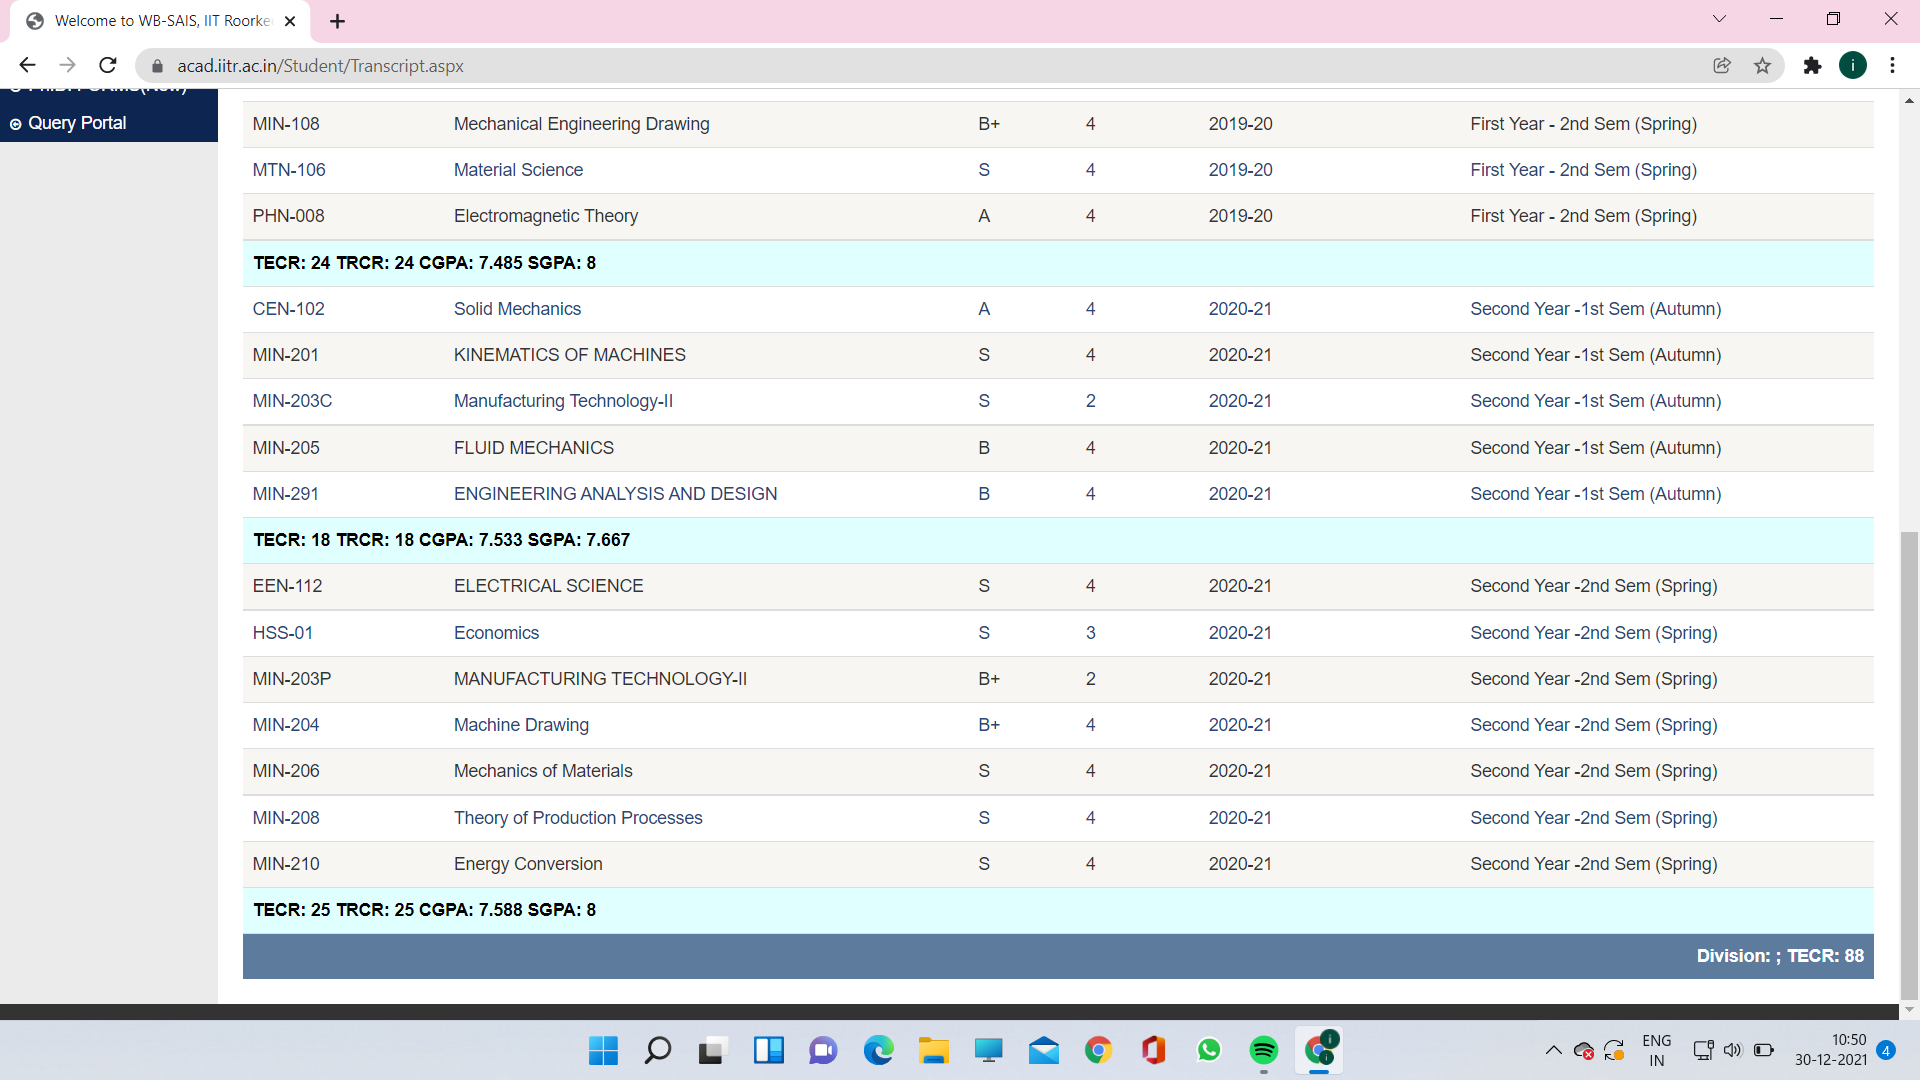 Welcome to WB-SAIS, IIT Roorke
acad.iitr.ac.in/Student/Transcript.aspx
i
Query Portal
MIN-108 Mechanical Engineering Drawing B+ 4 2019-20 First Year - 2nd Sem (Spring)
MTN-106 Material Science S 4 2019-20 First Year - 2nd Sem (Spring)
PHN-008 Electromagnetic Theory A 4 2019-20 First Year - 2nd Sem (Spring)
TECR: 24 TRCR: 24 CGPA: 7.485 SGPA: 8
CEN-102 Solid Mechanics A 4 2020-21 Second Year -1st Sem (Autumn)
MIN-201 KINEMATICS OF MACHINES S 4 2020-21 Second Year -1st Sem (Autumn)
MIN-203C Manufacturing Technology-II S 2 2020-21 Second Year -1st Sem (Autumn)
MIN-205 FLUID MECHANICS B 4 2020-21 Second Year -1st Sem (Autumn)
MIN-291 ENGINEERING ANALYSIS AND DESIGN B 4 2020-21 Second Year -1st Sem (Autumn)
TECR: 18 TRCR: 18 CGPA: 7.533 SGPA: 7.667
EEN-112 ELECTRICAL SCIENCE S 4 2020-21 Second Year -2nd Sem (Spring)
HSS-01 Economics S 3 2020-21 Second Year -2nd Sem (Spring)
MIN-203P MANUFACTURING TECHNOLOGY-II B+ 2 2020-21 Second Year -2nd Sem (Spring)
MIN-204 Machine Drawing B+ 4 2020-21 Second Year -2nd Sem (Spring)
MIN-206 Mechanics of Materials S 4 2020-21 Second Year -2nd Sem (Spring)
MIN-208 Theory of Production Processes S 4 2020-21 Second Year -2nd Sem (Spring)
MIN-210 Energy Conversion S 4 2020-21 Second Year -2nd Sem (Spring)
TECR: 25 TRCR: 25 CGPA: 7.588 SGPA: 8
Division: ; TECR: 88
ENG
IN
10:50
30-12-2021
4